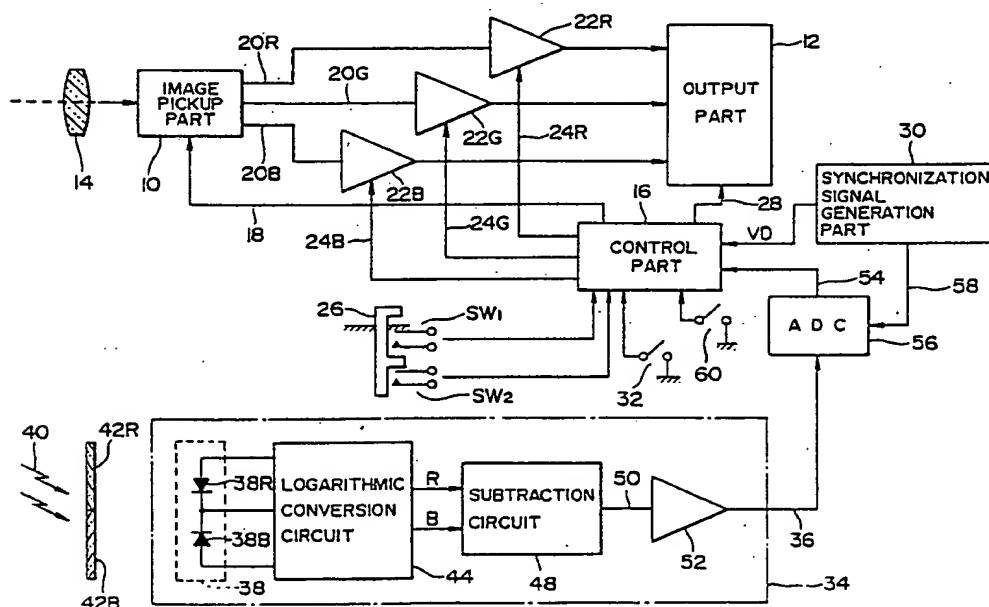 22R
12
20R
20G
IMAGE
PICKUP
PART
OUTPUT
PART
14
10
20B
22G
24R
30
22B
28
SYNCHRONIZATION
SIGNAL
GENERATION
PART
18
16
24B
24G
CONTROL
PART
VD
54
58
26
SW1
ADC
56
60
32
SW2
40
42R
38R
LOGARITHMIC
CONVERSION
CIRCUIT
R
B
SUBTRACTION
CIRCUIT
50
38B
52
36
42B
38
44
48
34